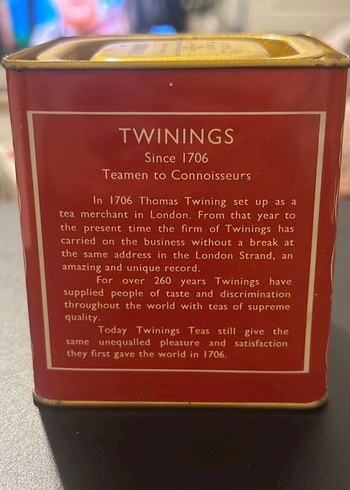 TWININGS
Since 1706
Teamen to Connoisseurs
In 1706 Thomas Twining set up as a
tea merchant in London. From that year to
the present time the firm of Twinings has
carried on the business without a break at
the same address in the London Strand, an
amazing and unique record.
For over 260 years Twinings have
supplied people of taste and discrimination
throughout the world with teas of supreme
quality.
Today Twinings Teas still give the
same unequalled pleasure and satisfaction
they first gave the world in 1706.